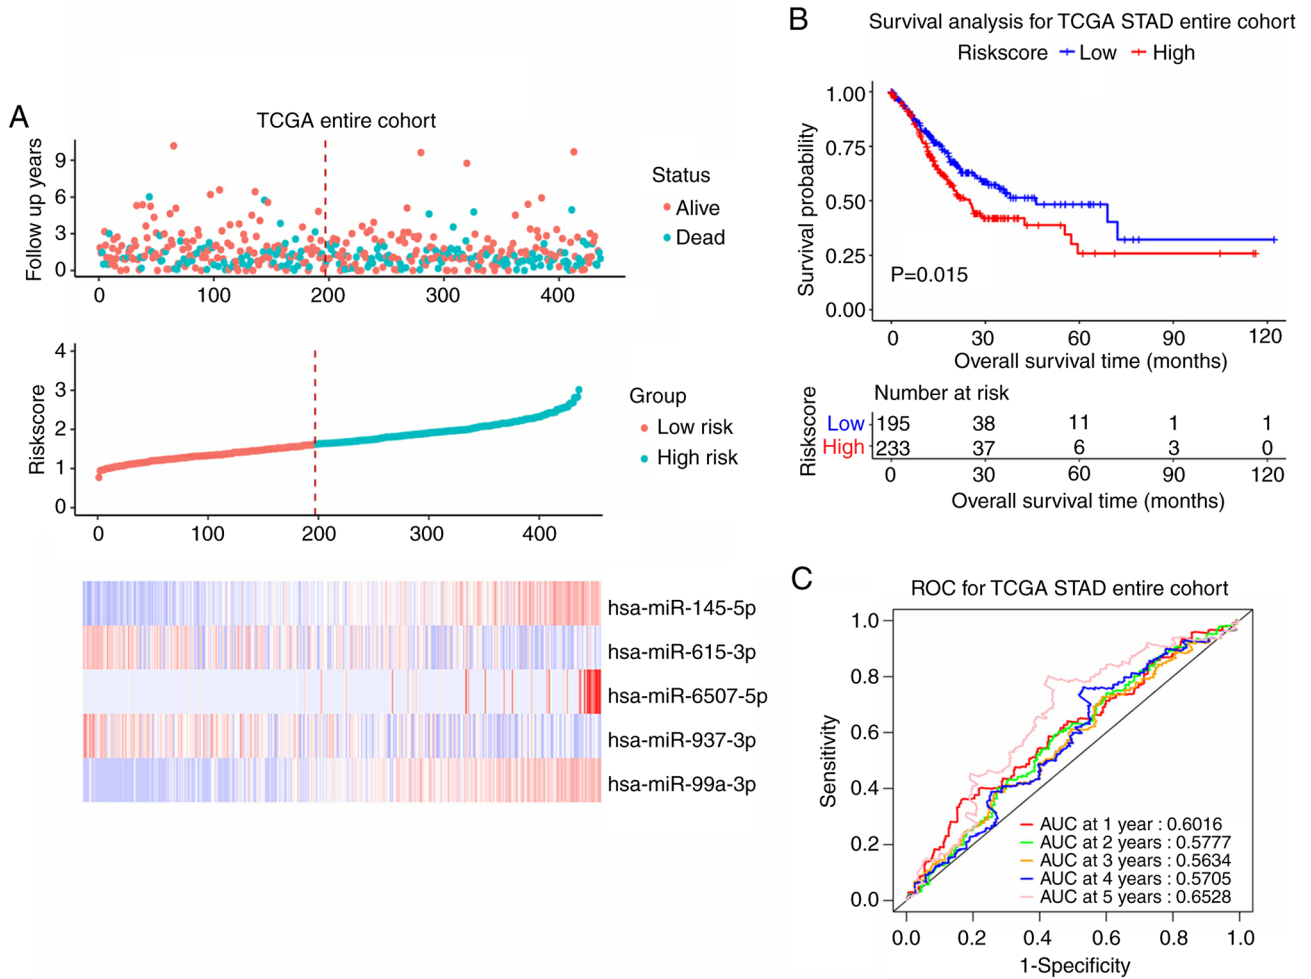 A
TCGA entire cohort
Follow up years
9
6
3
0
0 100 200 300 400
Status
Alive
Dead
Riskscore
4
3
2
1
0
0 100 200 300 400
Group
Low risk
High risk
hsa-miR-145-5p
hsa-miR-615-3p
hsa-miR-6507-5p
hsa-miR-937-3p
hsa-miR-99a-3p
B
Survival analysis for TCGA STAD entire cohort
Riskscore Low High
Survival probability
1.00
0.75
0.50
0.25
0.00
P=0.015
0 30 60 90 120
Overall survival time (months)
Number at risk
Riskscore
Low 195 38 11 1 1
High 233 37 6 3 0
0 30 60 90 120
Overall survival time (months)
C
ROC for TCGA STAD entire cohort
Sensitivity
1.0
0.8
0.6
0.4
0.2
0.0
AUC at 1 year : 0.6016
AUC at 2 years : 0.5777
AUC at 3 years : 0.5634
AUC at 4 years : 0.5705
AUC at 5 years : 0.6528
0.0 0.2 0.4 0.6 0.8 1.0
1-Specificity